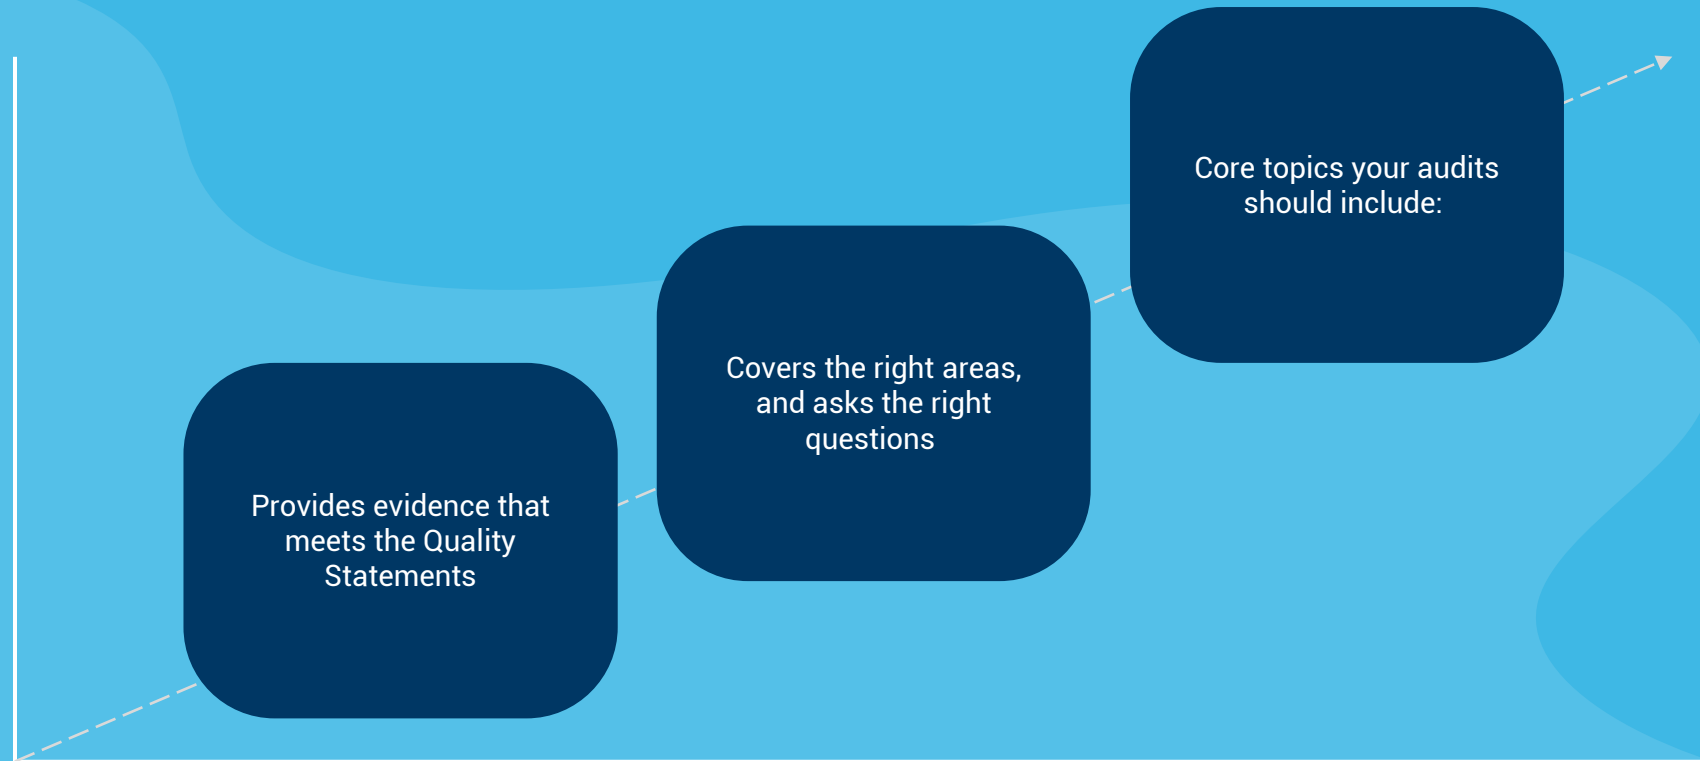 Provides evidence that
meets the Quality
Statements
Covers the right areas,
and asks the right
questions
Core topics your audits
should include: